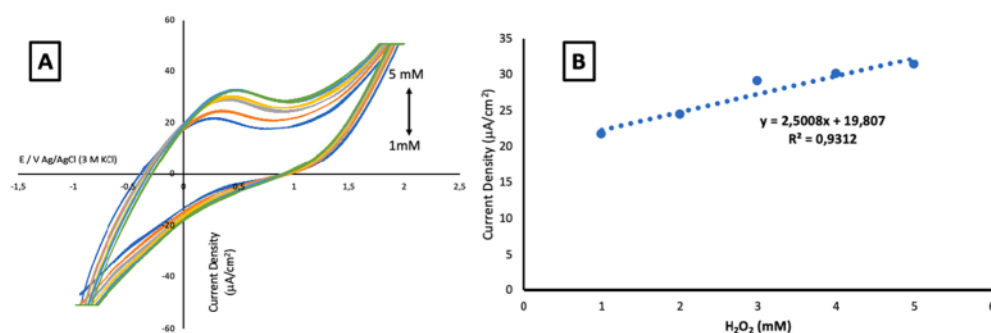 A
60
40
20
0
-20
-40
-60
5 mM
1mM
E / V Ag/AgCl (3 M KCl)
-1,5
-1
-0,5
0
0,5
1
1,5
2
2,5
Current Density
(µA/cm²)
B
35
30
25
20
15
10
5
0
Current Density (µA/cm²)
y = 2,5008x + 19,807
R² = 0,9312
0
1
2
3
4
5
6
H₂O₂ (mM)